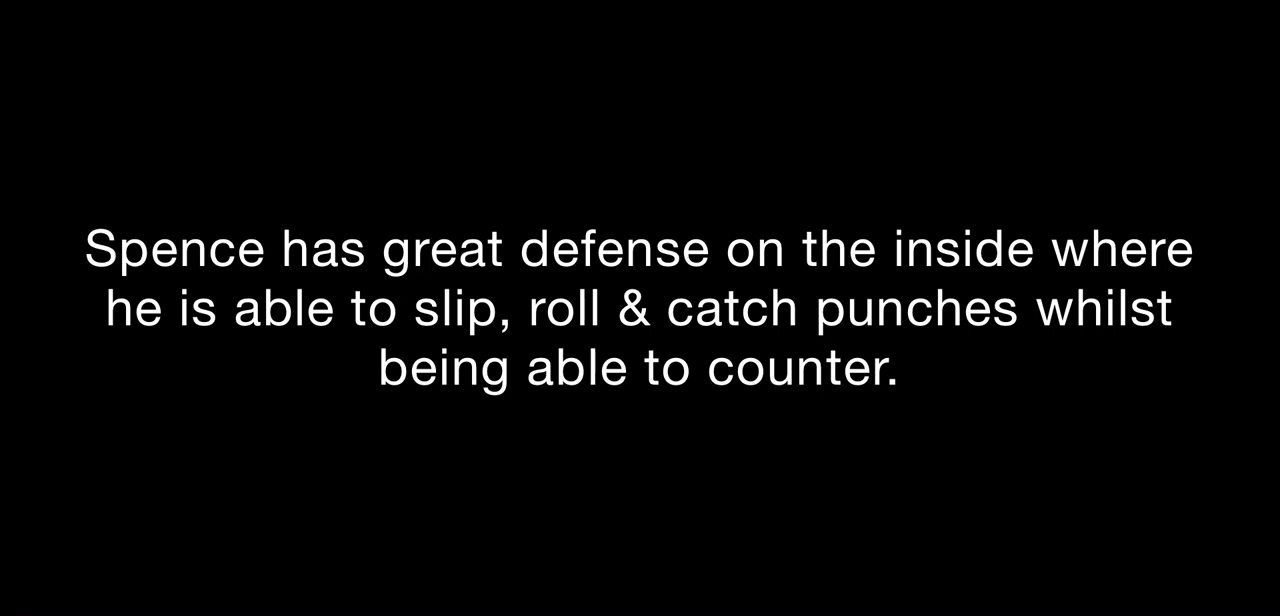 Spence has great defense on the inside where
he is able to slip, roll & catch punches whilst
being able to counter.